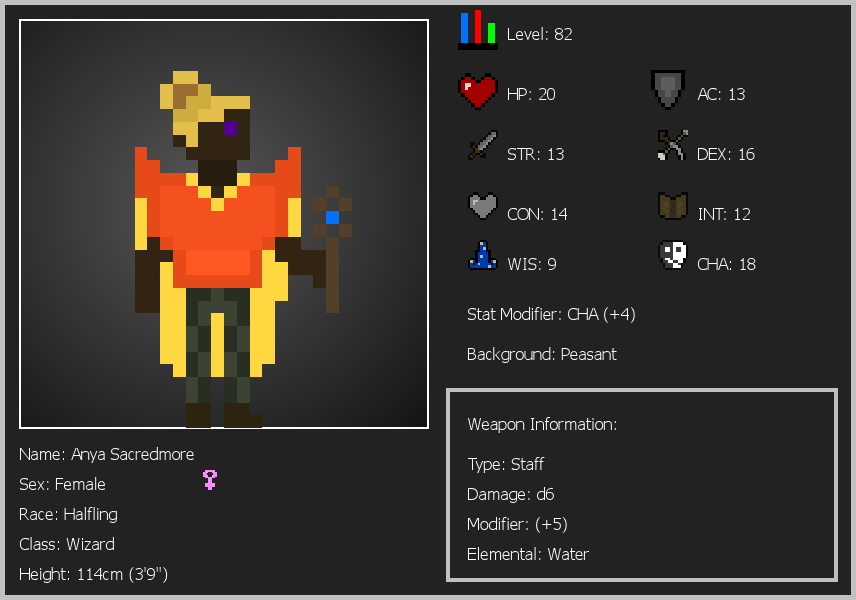 Level: 82
HP: 20
AC: 13
STR: 13
DEX: 16
CON: 14
INT: 12
WIS: 9
CHA: 18
Stat Modifier: CHA (+4)
Background: Peasant
Weapon Information:
Type: Staff
Damage: d6
Modifier: (+5)
Elemental: Water
Name: Anya Sacredmore
Sex: Female
Race: Halfling
Class: Wizard
Height: 114cm (3'9")